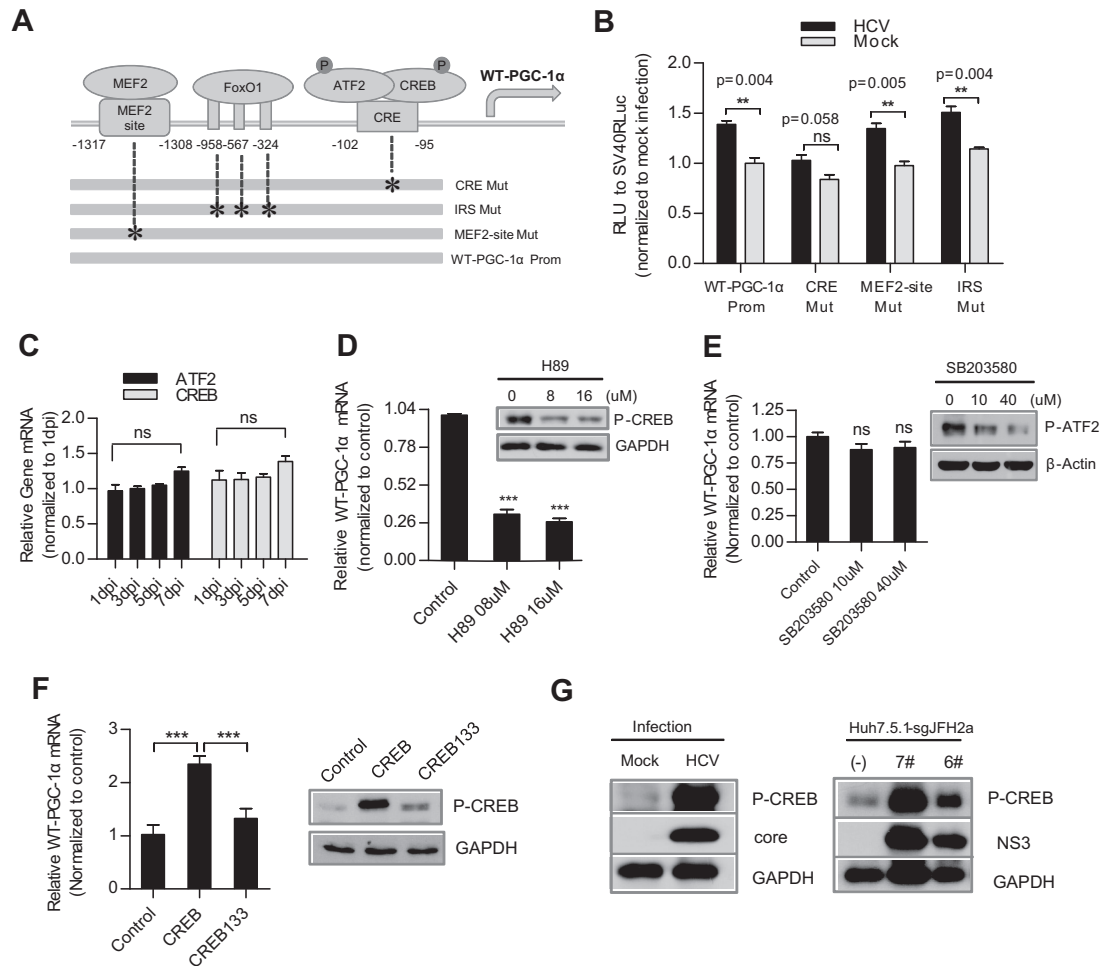 A
MEF2
MEF2
site
FoxO1
P
ATF2
CREB
P
CRE
WT-PGC-1α
-1317
-1308
-958
-567
-324
-102
-95
CRE Mut
IRS Mut
MEF2-site Mut
WT-PGC-1α Prom
B
HCV
Mock
RLU to SV40RLuc
(normalized to mock infection)
2.0
1.5
1.0
0.5
0.0
p=0.004
**
p=0.058
ns
p=0.005
**
p=0.004
**
WT-PGC-1α
Prom
CRE
Mut
MEF2-site
Mut
IRS
Mut
C
ATF2
CREB
Relative Gene mRNA
(normalized to 1dpi)
2.0
1.5
1.0
0.5
0.0
ns
ns
1dpi
3dpi
5dpi
7dpi
1dpi
3dpi
5dpi
7dpi
D
Relative WT-PGC-1α mRNA
(normalized to control)
1.04
0.78
0.52
0.26
0.00
***
***
Control
H89 08uM
H89 16uM
H89
0 8 16 (uM)
P-CREB
GAPDH
E
Relative WT-PGC-1α mRNA
(Normalized to control)
1.25
1.00
0.75
0.50
0.25
0.00
ns
ns
Control
SB203580 10uM
SB203580 40uM
SB203580
0 10 40 (uM)
P-ATF2
β-Actin
F
Relative WT-PGC-1α mRNA
(Normalized to control)
3
2
1
0
***
***
Control
CREB
CREB133
Control
CREB
CREB133
P-CREB
GAPDH
G
Infection
Mock HCV
P-CREB
core
GAPDH
Huh7.5.1-sgJFH2a
(-) 7# 6#
P-CREB
NS3
GAPDH